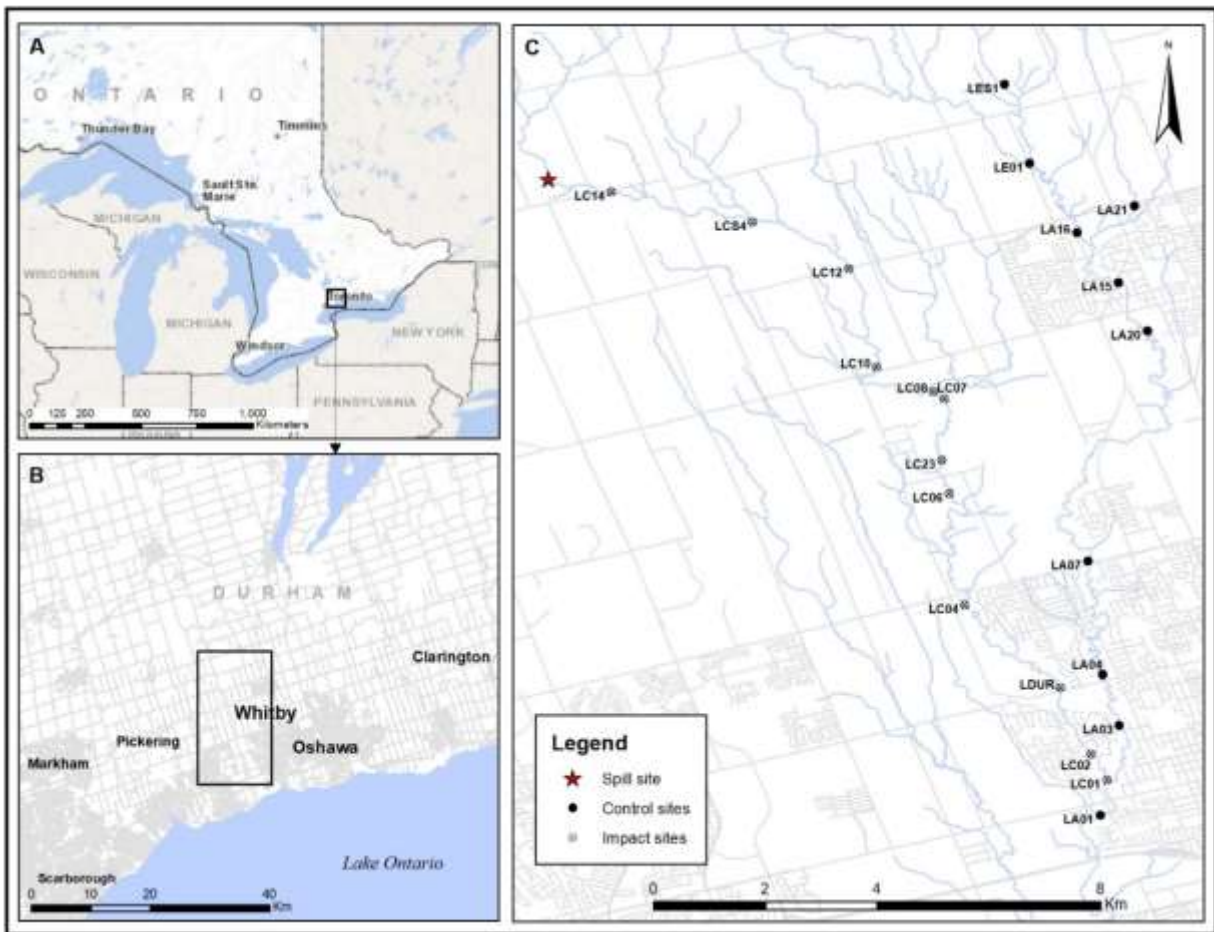 A
ONTARIO
Thunder Bay
Timmins
Sault Ste.
Marie
MICHIGAN
WISCONSIN
Toronto
MICHIGAN
NEW YORK
Windsor
PENNSYLVANIA
0 125 250 500 750 1,000
Kilometers
B
DURHAM
Clarington
Whitby
Pickering
Oshawa
Markham
Lake Ontario
Scarborough
0 10 20 40
Km
C
N
LES1
LE01
LC14
LCS4
LA21
LA16
LC12
LA15
LA20
LC10
LC08 LC07
LC23
LC06
LA07
LC04
LA04
LDUR
LA03
LC02
LC01
LA01
Legend
Spill site
Control sites
Impact sites
0 2 4 8
Km